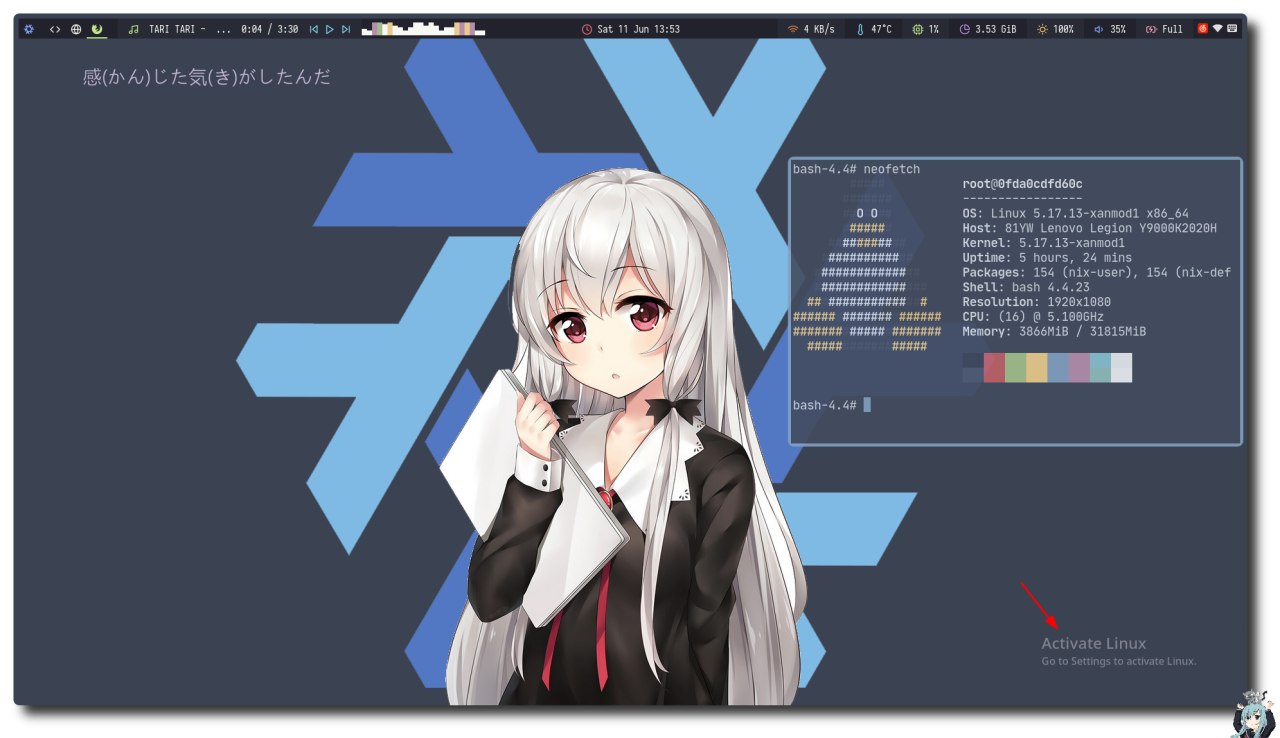 TARI TARI - ... 0:04 / 3:30
Sat 11 Jun 13:53
4 KB/s 47°C 1% 3.53 GiB 100% 35% Full
感(かん)じた気(き)がしたんだ
bash-4.4# neofetch
root@0fda0cdfd60c
-----------------
OS: Linux 5.17.13-xanmod1 x86_64
Host: 81YW Lenovo Legion Y9000K2020H
Kernel: 5.17.13-xanmod1
Uptime: 5 hours, 24 mins
Packages: 154 (nix-user), 154 (nix-def
Shell: bash 4.4.23
Resolution: 1920x1080
CPU: (16) @ 5.100GHz
Memory: 3866MiB / 31815MiB
bash-4.4#
Activate Linux
Go to Settings to activate Linux.